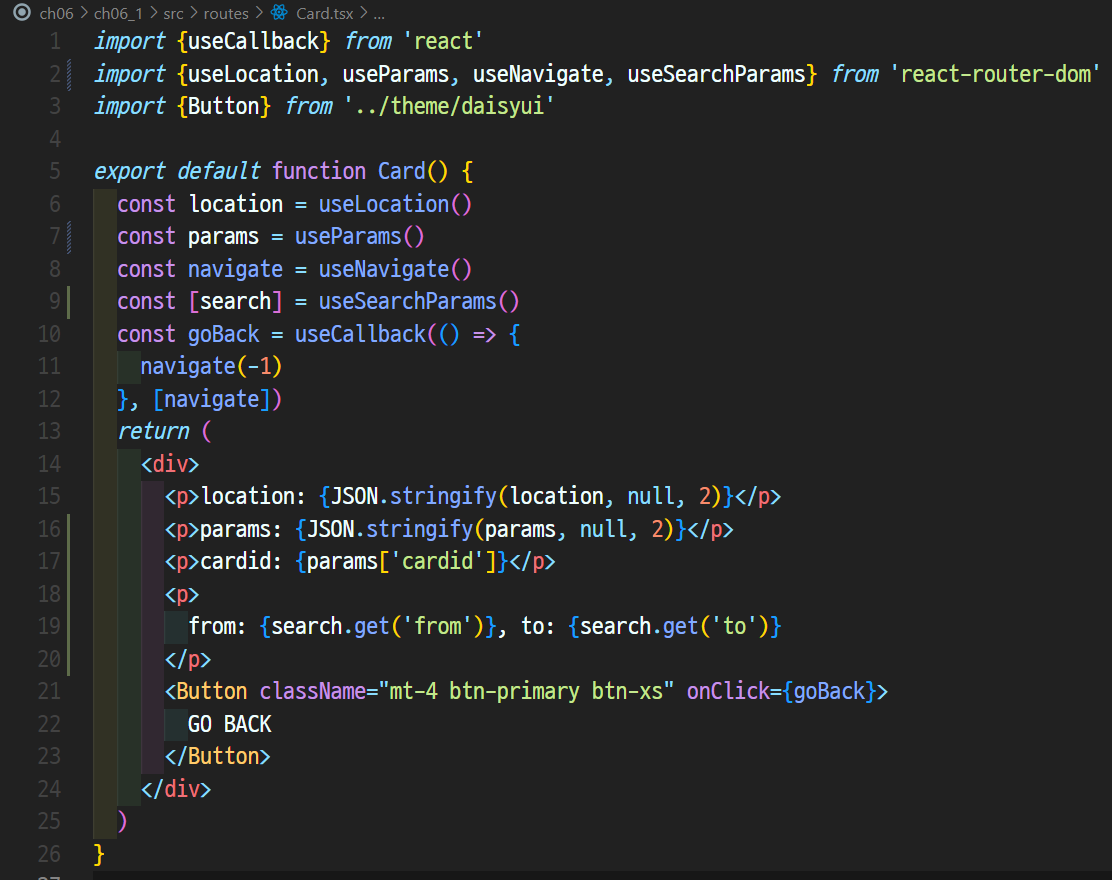 ch06 > ch06_1 > src > routes > Card.tsx > ...
1 import {useCallback} from 'react'
2 import {useLocation, useParams, useNavigate, useSearchParams} from 'react-router-dom'
3 import {Button} from '../theme/daisyui'
4
5 export default function Card() {
6   const location = useLocation()
7   const params = useParams()
8   const navigate = useNavigate()
9   const [search] = useSearchParams()
10   const goBack = useCallback(() => {
11     navigate(-1)
12   }, [navigate])
13   return (
14     <div>
15       <p>location: {JSON.stringify(location, null, 2)}</p>
16       <p>params: {JSON.stringify(params, null, 2)}</p>
17       <p>cardid: {params['cardid']}</p>
18       <p>
19         from: {search.get('from')}, to: {search.get('to')}
20       </p>
21       <Button className="mt-4 btn-primary btn-xs" onClick={goBack}>
22         GO BACK
23       </Button>
24     </div>
25   )
26 }